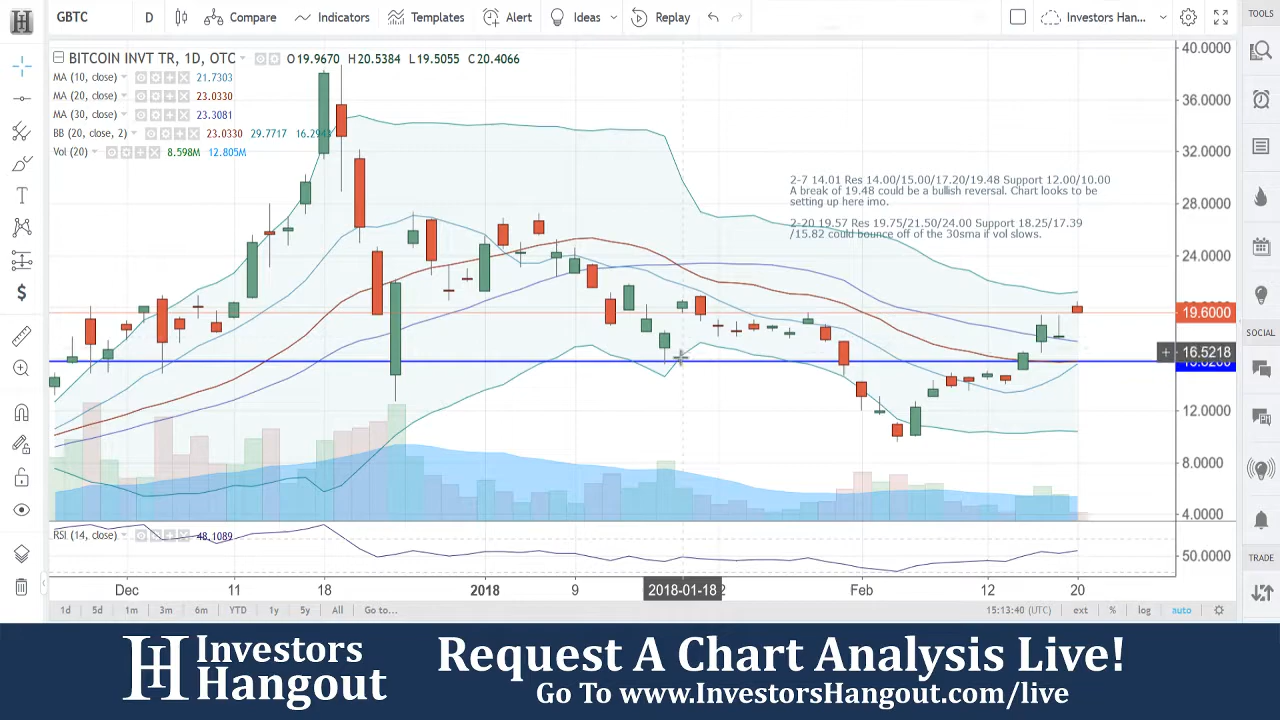 GBTC D Compare Indicators Templates Alert Ideas Replay Investors Han... TOOLS
BITCOIN INVT TR, 1D, OTC O19.9670 H20.5384 L19.5055 C20.4066
MA (10, close) 21.7303
MA (20, close) 23.0330
MA (30, close) 23.3081
BB (20, close, 2) 23.0330 29.7717 16.2943
Vol (20) 8.598M 12.805M
40.0000
36.0000
32.0000
28.0000
24.0000
19.6000
16.5218
12.0000
8.0000
4.0000
2-7 14.01 Res 14.00/15.00/17.20/19.48 Support 12.00/10.00
A break of 19.48 could be a bullish reversal. Chart looks to be
setting up here imo.
2-20 19.57 Res 19.75/21.50/24.00 Support 18.25/17.39
/15.82 could bounce off of the 30sma if vol slows.
SOCIAL
RSI (14, close) 48.1089
50.0000
TRADE
Dec 11 18 2018 9 2018-01-18 Feb 12 20
1d 5d 1m 3m 6m YTD 1y 5y All Go to... 15:13:40 (UTC) ext % log auto
Investors
Hangout
Request A Chart Analysis Live!
Go To www.InvestorsHangout.com/live